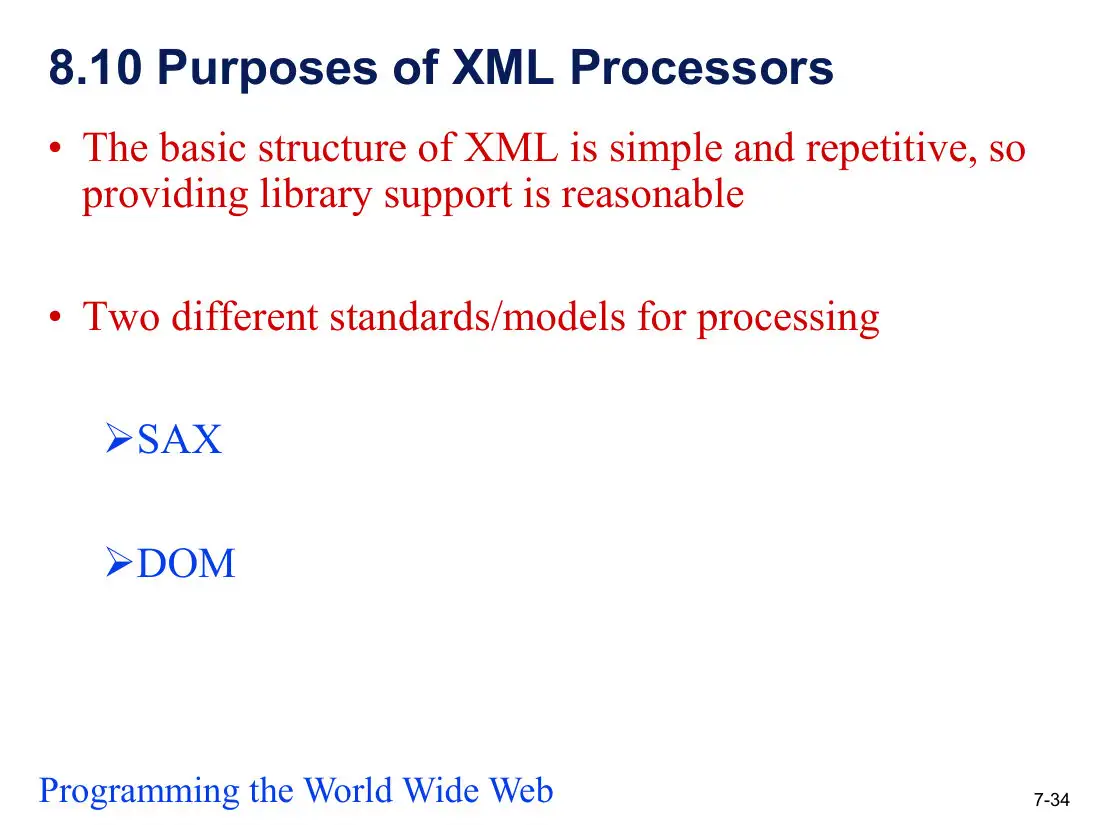 8.10 Purposes of XML Processors
• The basic structure of XML is simple and repetitive, so
providing library support is reasonable
• Two different standards/models for processing
➢SAX
➢DOM
Programming the World Wide Web
7-34